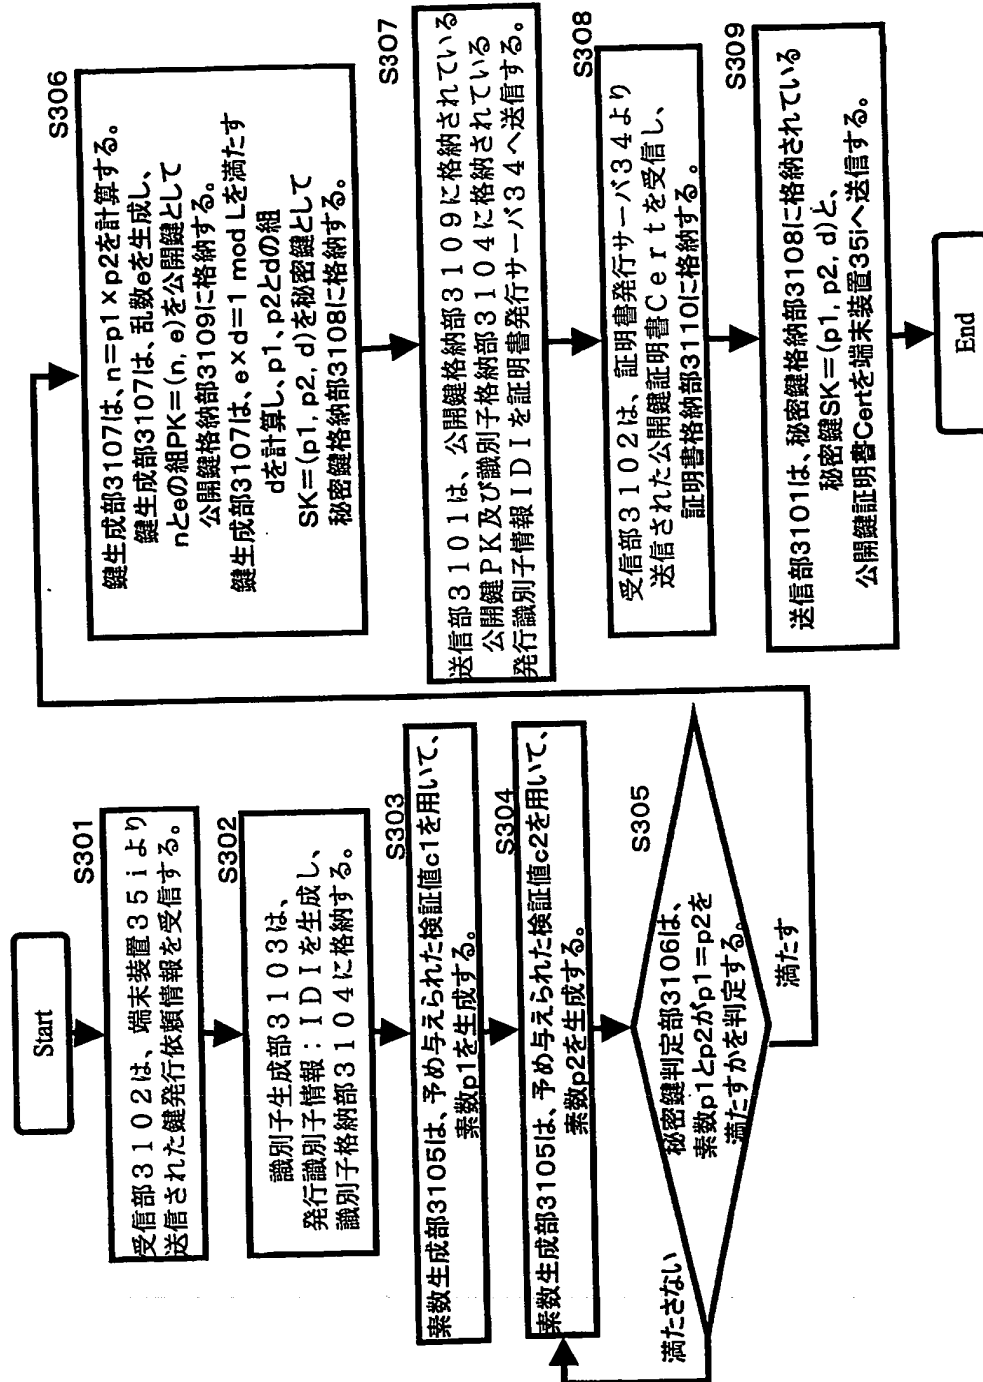 Start
S301
受信部3102は、端末装置35iより
送信された鍵発行依頼情報を受信する。
S302
識別子生成部3103は、
発行識別子情報:IDIを生成し、
識別子格納部3104に格納する。
S303
素数生成部3105は、予め与えられた検証値c1を用いて、
素数p1を生成する。
S304
素数生成部3105は、予め与えられた検証値c2を用いて、
素数p2を生成する。
S305
秘密鍵判定部3106は、
素数p1とp2がp1=p2を
満たすかを判定する。
満たさない
満たす
S306
鍵生成部3107は、n=p1×p2を計算する。
鍵生成部3107は、乱数eを生成し、
nとeの組PK=(n, e)を公開鍵として
公開鍵格納部3109に格納する。
鍵生成部3107は、e×d=1 mod Lを満たす
dを計算し、p1、p2とdの組
SK=(p1, p2, d)を秘密鍵として
秘密鍵格納部3108に格納する。
S307
送信部3101は、公開鍵格納部3109に格納されている
公開鍵PK及び識別子格納部3104に格納されている
発行識別子情報IDIを証明書発行サーバ34へ送信する。
S308
受信部3102は、証明書発行サーバ34より
送信された公開鍵証明書Certを受信し、
証明書格納部3110に格納する。
S309
送信部3101は、秘密鍵格納部3108に格納されている
秘密鍵SK=(p1, p2, d)と、
公開鍵証明書Certを端末装置35iへ送信する。
End